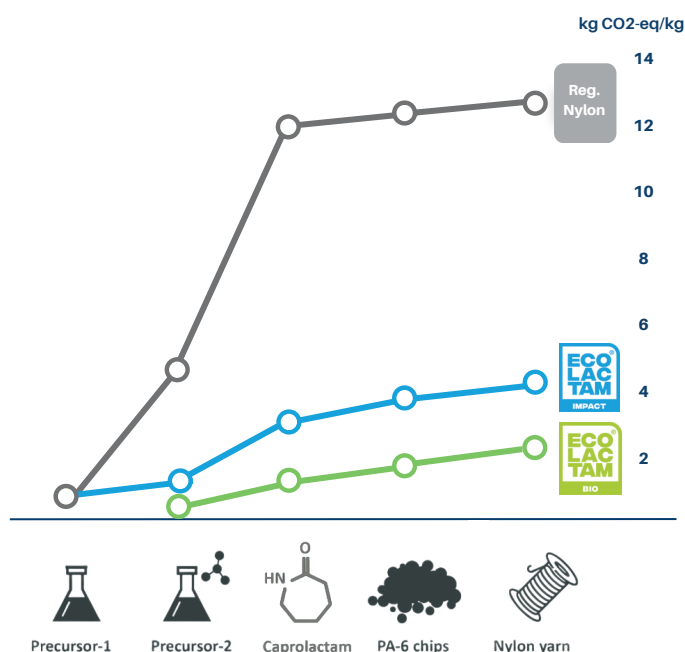 kg CO2-eq/kg
14
Reg.
Nylon
12
10
8
6
ECO®
LAC
TAM
IMPACT
4
ECO®
LAC
TAM
BIO
2
O
HN
Precursor-1
Precursor-2
Caprolactam
PA-6 chips
Nylon yarn